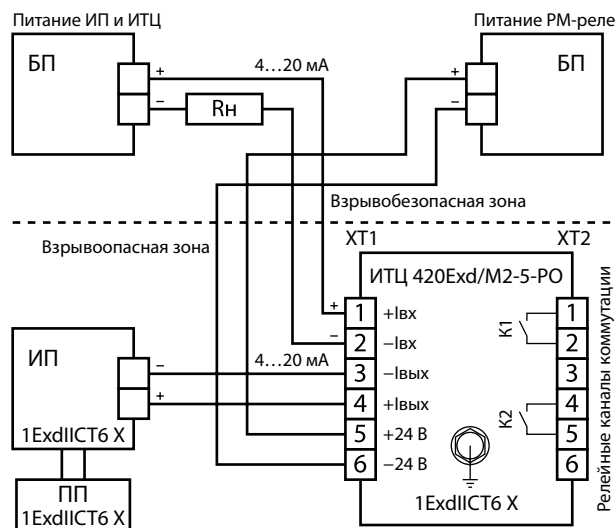 Питание ИП и ИТЦ
Питание РМ-реле
БП
+
–
4…20 мА
Rн
+
–
БП
Взрывобезопасная зона
Взрывоопасная зона
XT1
XT2
ИТЦ 420Exd/М2-5-РО
+
1
+Iвх
–
2
–Iвх
3
–Iвых
4
+Iвых
5
+24 В
6
–24 В
K1
K2
1
2
3
4
5
6
Релейные каналы коммутации
1ExdIICT6 X
ИП
–
4…20 мА
+
1ExdIICT6 X
ПП
1ExdIICT6 X